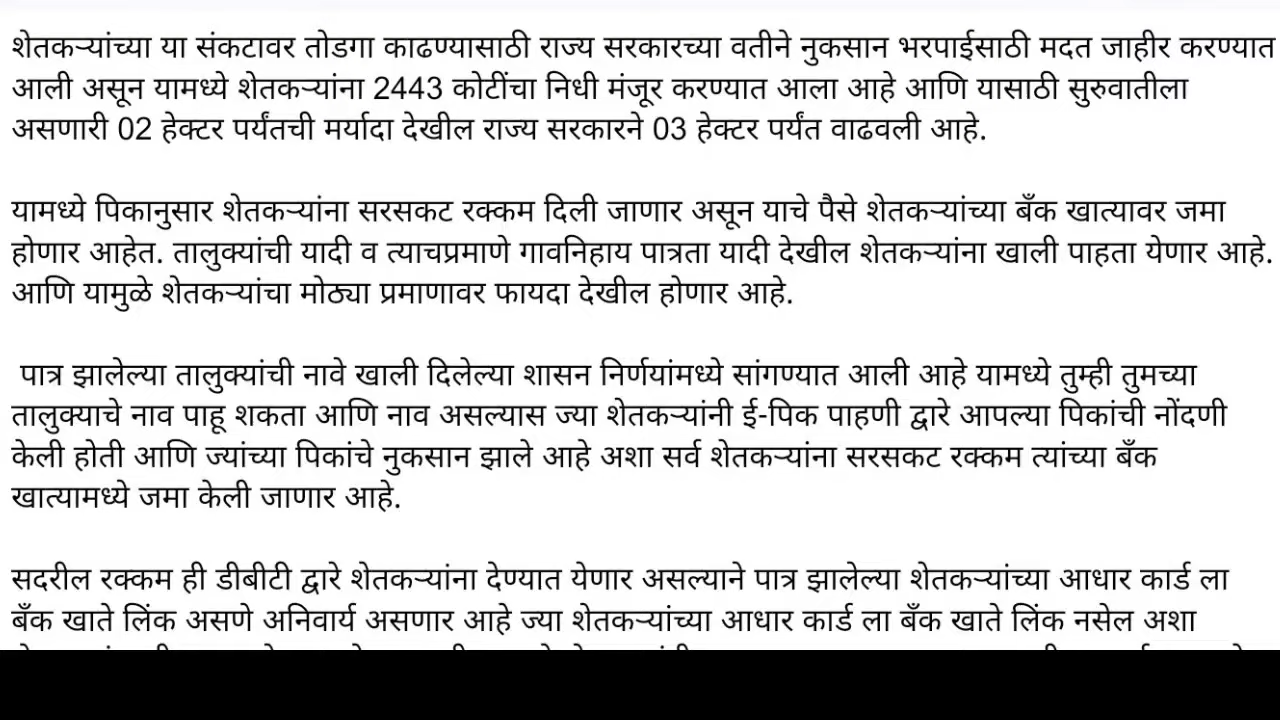 शेतकऱ्यांच्या या संकटावर तोडगा काढण्यासाठी राज्य सरकारच्या वतीने नुकसान भरपाईसाठी मदत जाहीर करण्यात
आली असून यामध्ये शेतकऱ्यांना 2443 कोटींचा निधी मंजूर करण्यात आला आहे आणि यासाठी सुरुवातीला
असणारी 02 हेक्टर पर्यंतची मर्यादा देखील राज्य सरकारने 03 हेक्टर पर्यंत वाढवली आहे.
यामध्ये पिकानुसार शेतकऱ्यांना सरसकट रक्कम दिली जाणार असून याचे पैसे शेतकऱ्यांच्या बँक खात्यावर जमा
होणार आहेत. तालुक्यांची यादी व त्याचप्रमाणे गावनिहाय पात्रता यादी देखील शेतकऱ्यांना खाली पाहता येणार आहे.
आणि यामुळे शेतकऱ्यांचा मोठ्या प्रमाणावर फायदा देखील होणार आहे.
पात्र झालेल्या तालुक्यांची नावे खाली दिलेल्या शासन निर्णयांमध्ये सांगण्यात आली आहे यामध्ये तुम्ही तुमच्या
तालुक्याचे नाव पाहू शकता आणि नाव असल्यास ज्या शेतकऱ्यांनी ई-पिक पाहणी द्वारे आपल्या पिकांची नोंदणी
केली होती आणि ज्यांच्या पिकांचे नुकसान झाले आहे अशा सर्व शेतकऱ्यांना सरसकट रक्कम त्यांच्या बँक
खात्यामध्ये जमा केली जाणार आहे.
सदरील रक्कम ही डीबीटी द्वारे शेतकऱ्यांना देण्यात येणार असल्याने पात्र झालेल्या शेतकऱ्यांच्या आधार कार्ड ला
बँक खाते लिंक असणे अनिवार्य असणार आहे ज्या शेतकऱ्यांच्या आधार कार्ड ला बँक खाते लिंक नसेल अशा